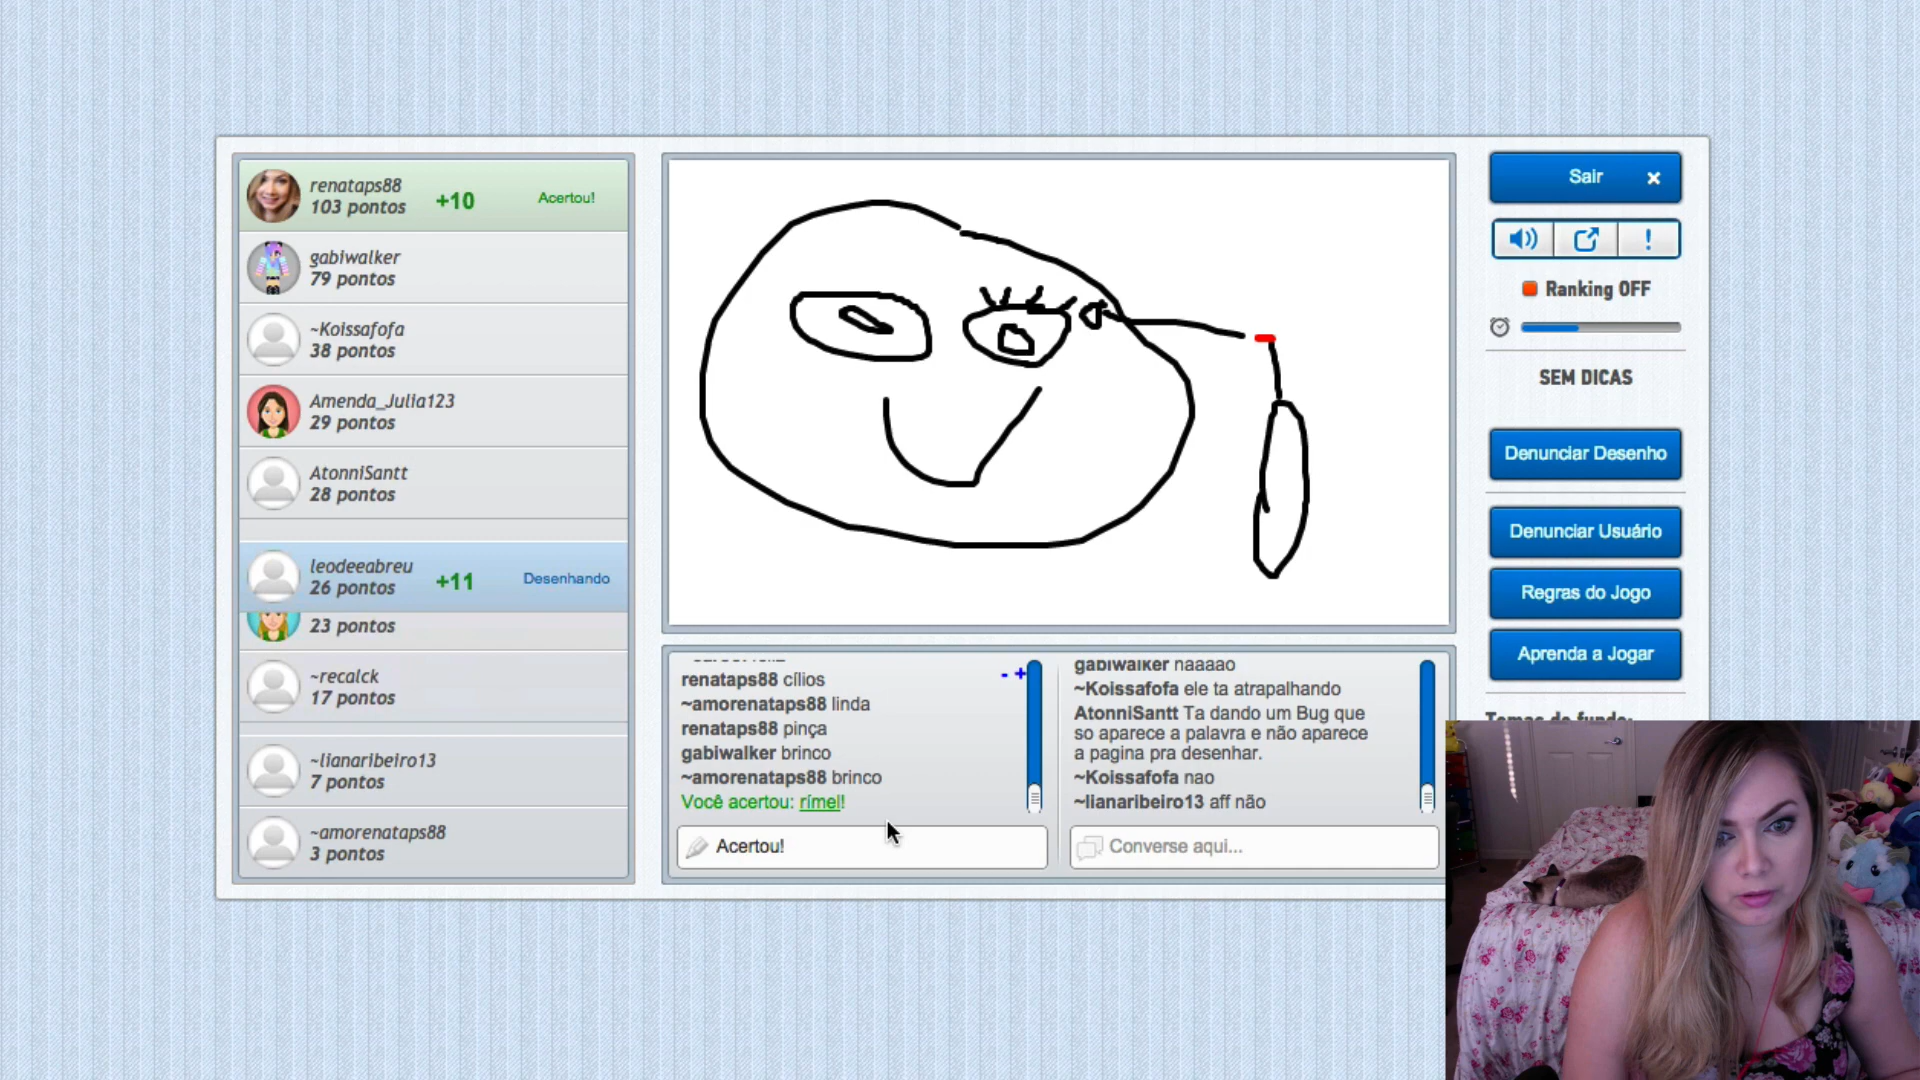 renataps88
103 pontos
+10
Acertou!
gabiwalker
79 pontos
~Koissafofa
38 pontos
Amenda_Julia123
29 pontos
AtonniSantt
28 pontos
leodeeabreu
26 pontos
+11
Desenhando
23 pontos
~recalck
17 pontos
~lianaribeiro13
7 pontos
~amorenataps88
3 pontos
renataps88 cílios
~amorenataps88 linda
renataps88 pinça
gabiwalker brinco
~amorenataps88 brinco
Você acertou: rímel!
- +
Acertou!
gabiwalker naaaao
~Koissafofa ele ta atrapalhando
AtonniSantt Ta dando um Bug que
so aparece a palavra e não aparece
a pagina pra desenhar.
~Koissafofa nao
~lianaribeiro13 aff não
Converse aqui...
Sair ×
!
Ranking OFF
SEM DICAS
Denunciar Desenho
Denunciar Usuário
Regras do Jogo
Aprenda a Jogar
Temas de fundo: